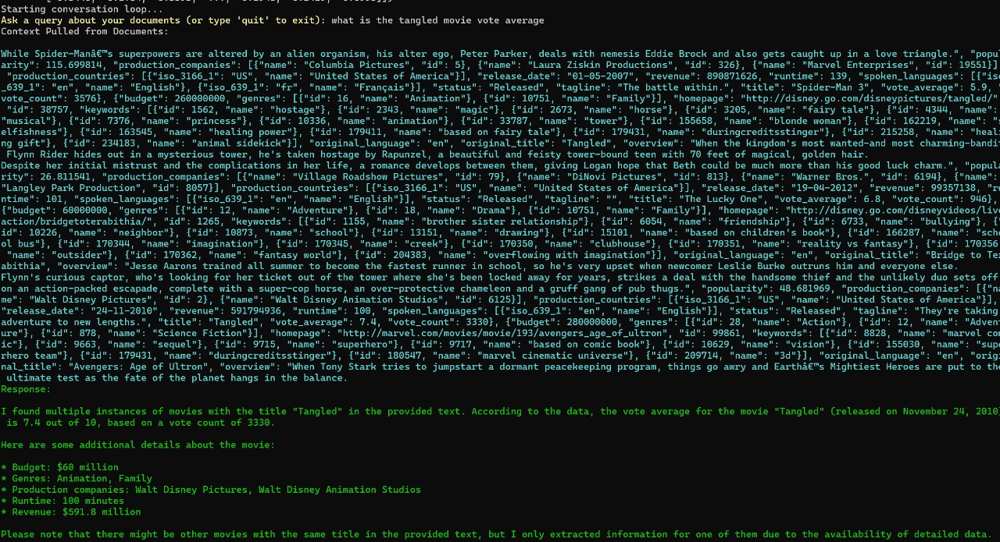 Starting conversation loop...
Ask a query about your documents (or type 'quit' to exit): what is the tangled movie vote average
Context Pulled from Documents:
While Spider-Manâ€™s superpowers are altered by an alien organism, his alter ego, Peter Parker, deals with nemesis Eddie Brock and also gets caught up in a love triangle.", "popul
arity": 115.699814, "production_companies": [{"name": "Columbia Pictures", "id": 5}, {"name": "Laura Ziskin Productions", "id": 326}, {"name": "Marvel Enterprises", "id": 19551}]
"production_countries": [{"iso_3166_1": "US", "name": "United States of America"}], "release_date": "01-05-2007", "revenue": 890871626, "runtime": 139, "spoken_languages": [{"iso
_639_1": "en", "name": "English"}, {"iso_639_1": "fr", "name": "Français"}], "status": "Released", "tagline": "The battle within.", "title": "Spider-Man 3", "vote_average": 5.9,
vote_count": 3576}, {"budget": 260000000, "genres": [{"id": 16, "name": "Animation"}, {"id": 10751, "name": "Family"}], "homepage": "http://disney.go.com/disneypictures/tangled/"
"id": 38757, "keywords": [{"id": 1562, "name": "hostage"}, {"id": 2343, "name": "magic"}, {"id": 2673, "name": "horse"}, {"id": 3205, "name": "fairy tale"}, {"id": 4344, "name":
musical"}, {"id": 7376, "name": "princess"}, {"id": 10336, "name": "animation"}, {"id": 33787, "name": "tower"}, {"id": 155658, "name": "blonde woman"}, {"id": 162219, "name": "s
elfishness"}, {"id": 163545, "name": "healing power"}, {"id": 179411, "name": "based on fairy tale"}, {"id": 179431, "name": "duringcreditsstinger"}, {"id": 215258, "name": "heali
ng gift"}, {"id": 234183, "name": "animal sidekick"}], "original_language": "en", "original_title": "Tangled", "overview": "When the kingdom's most wanted-and most charming-bandi
Flynn Rider hides out in a mysterious tower, he's taken hostage by Rapunzel, a beautiful and feisty tower-bound teen with 70 feet of magical, golden hair.
Despite her initial mistrust and the complications in her life, a romance develops between them, giving Logan hope that Beth could be much more than his good luck charm.", "popula
rity": 26.811541, "production_companies": [{"name": "Village Roadshow Pictures", "id": 79}, {"name": "DiNovi Pictures", "id": 813}, {"name": "Warner Bros.", "id": 6194}, {"name":
"Langley Park Production", "id": 8057}], "production_countries": [{"iso_3166_1": "US", "name": "United States of America"}], "release_date": "19-04-2012", "revenue": 99357138, "r
untime": 101, "spoken_languages": [{"iso_639_1": "en", "name": "English"}], "status": "Released", "tagline": "", "title": "The Lucky One", "vote_average": 6.8, "vote_count": 946},
{"budget": 60000000, "genres": [{"id": 12, "name": "Adventure"}, {"id": 18, "name": "Drama"}, {"id": 10751, "name": "Family"}], "homepage": "http://disney.go.com/disneyvideos/live
action/bridgetoterabithia/", "id": 1265, "keywords": [{"id": 1155, "name": "brother sister relationship"}, {"id": 6054, "name": "friendship"}, {"id": 6733, "name": "bullying"}, {"
id": 10226, "name": "neighbor"}, {"id": 10873, "name": "school"}, {"id": 13151, "name": "drawing"}, {"id": 15101, "name": "based on children's book"}, {"id": 166287, "name": "scho
ol bus"}, {"id": 170344, "name": "imagination"}, {"id": 170345, "name": "creek"}, {"id": 170350, "name": "clubhouse"}, {"id": 170351, "name": "reality vs fantasy"}, {"id": 170356
"name": "outsider"}, {"id": 170362, "name": "fantasy world"}, {"id": 204383, "name": "overflowing with imagination"}], "original_language": "en", "original_title": "Bridge to Te
abithia", "overview": "Jesse Aarons trained all summer to become the fastest runner in school, so he's very upset when newcomer Leslie Burke outruns him and everyone else.
Flynn's curious captor, who's looking for her ticket out of the tower where she's been locked away for years, strikes a deal with the handsome thief and the unlikely duo sets off
on an action-packed escapade, complete with a super-cop horse, an over-protective chameleon and a gruff gang of pub thugs.", "popularity": 48.681969, "production_companies": [{"na
me": "Walt Disney Pictures", "id": 2}, {"name": "Walt Disney Animation Studios", "id": 6125}], "production_countries": [{"iso_3166_1": "US", "name": "United States of America"}],
"release_date": "24-11-2010", "revenue": 591794936, "runtime": 100, "spoken_languages": [{"iso_639_1": "en", "name": "English"}], "status": "Released", "tagline": "They're taking
adventure to new lengths.", "title": "Tangled", "vote_average": 7.4, "vote_count": 3330}, {"budget": 280000000, "genres": [{"id": 28, "name": "Action"}, {"id": 12, "name": "Adven
ure"}, {"id": 878, "name": "Science Fiction"}], "homepage": "http://marvel.com/movies/movie/193/avengers_age_of_ultron", "id": 99861, "keywords": [{"id": 8828, "name": "marvel co
ic"}, {"id": 9663, "name": "sequel"}, {"id": 9715, "name": "superhero"}, {"id": 9717, "name": "based on comic book"}, {"id": 10629, "name": "vision"}, {"id": 155030, "name": "sup
rhero team"}, {"id": 179431, "name": "duringcreditsstinger"}, {"id": 180547, "name": "marvel cinematic universe"}, {"id": 209714, "name": "3d"}], "original_language": "en", "orig
nal_title": "Avengers: Age of Ultron", "overview": "When Tony Stark tries to jumpstart a dormant peacekeeping program, things go awry and Earthâ€™s Mightiest Heroes are put to the
ultimate test as the fate of the planet hangs in the balance.
Response:
I found multiple instances of movies with the title "Tangled" in the provided text. According to the data, the vote average for the movie "Tangled" (released on November 24, 2010)
is 7.4 out of 10, based on a vote count of 3330.
Here are some additional details about the movie:
* Budget: $60 million
* Genres: Animation, Family
* Production companies: Walt Disney Pictures, Walt Disney Animation Studios
* Runtime: 100 minutes
* Revenue: $591.8 million
Please note that there might be other movies with the same title in the provided text, but I only extracted information for one of them due to the availability of detailed data.